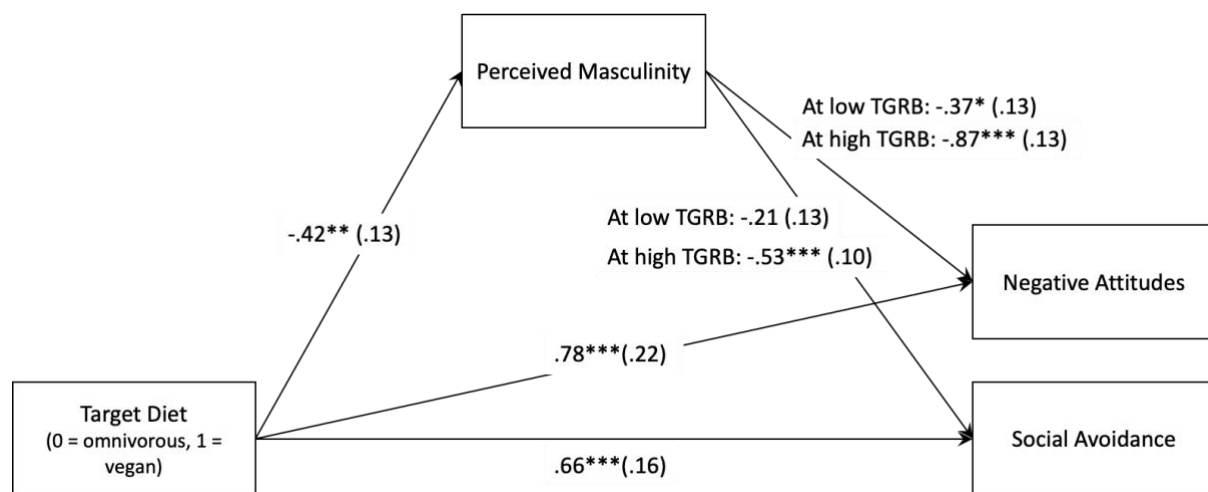 Perceived Masculinity
At low TGRB: -.37* (.13)
At high TGRB: -.87*** (.13)
-.42** (.13)
At low TGRB: -.21 (.13)
At high TGRB: -.53*** (.10)
Negative Attitudes
.78***(.22)
Target Diet
(0 = omnivorous, 1 =
vegan)
Social Avoidance
.66***(.16)